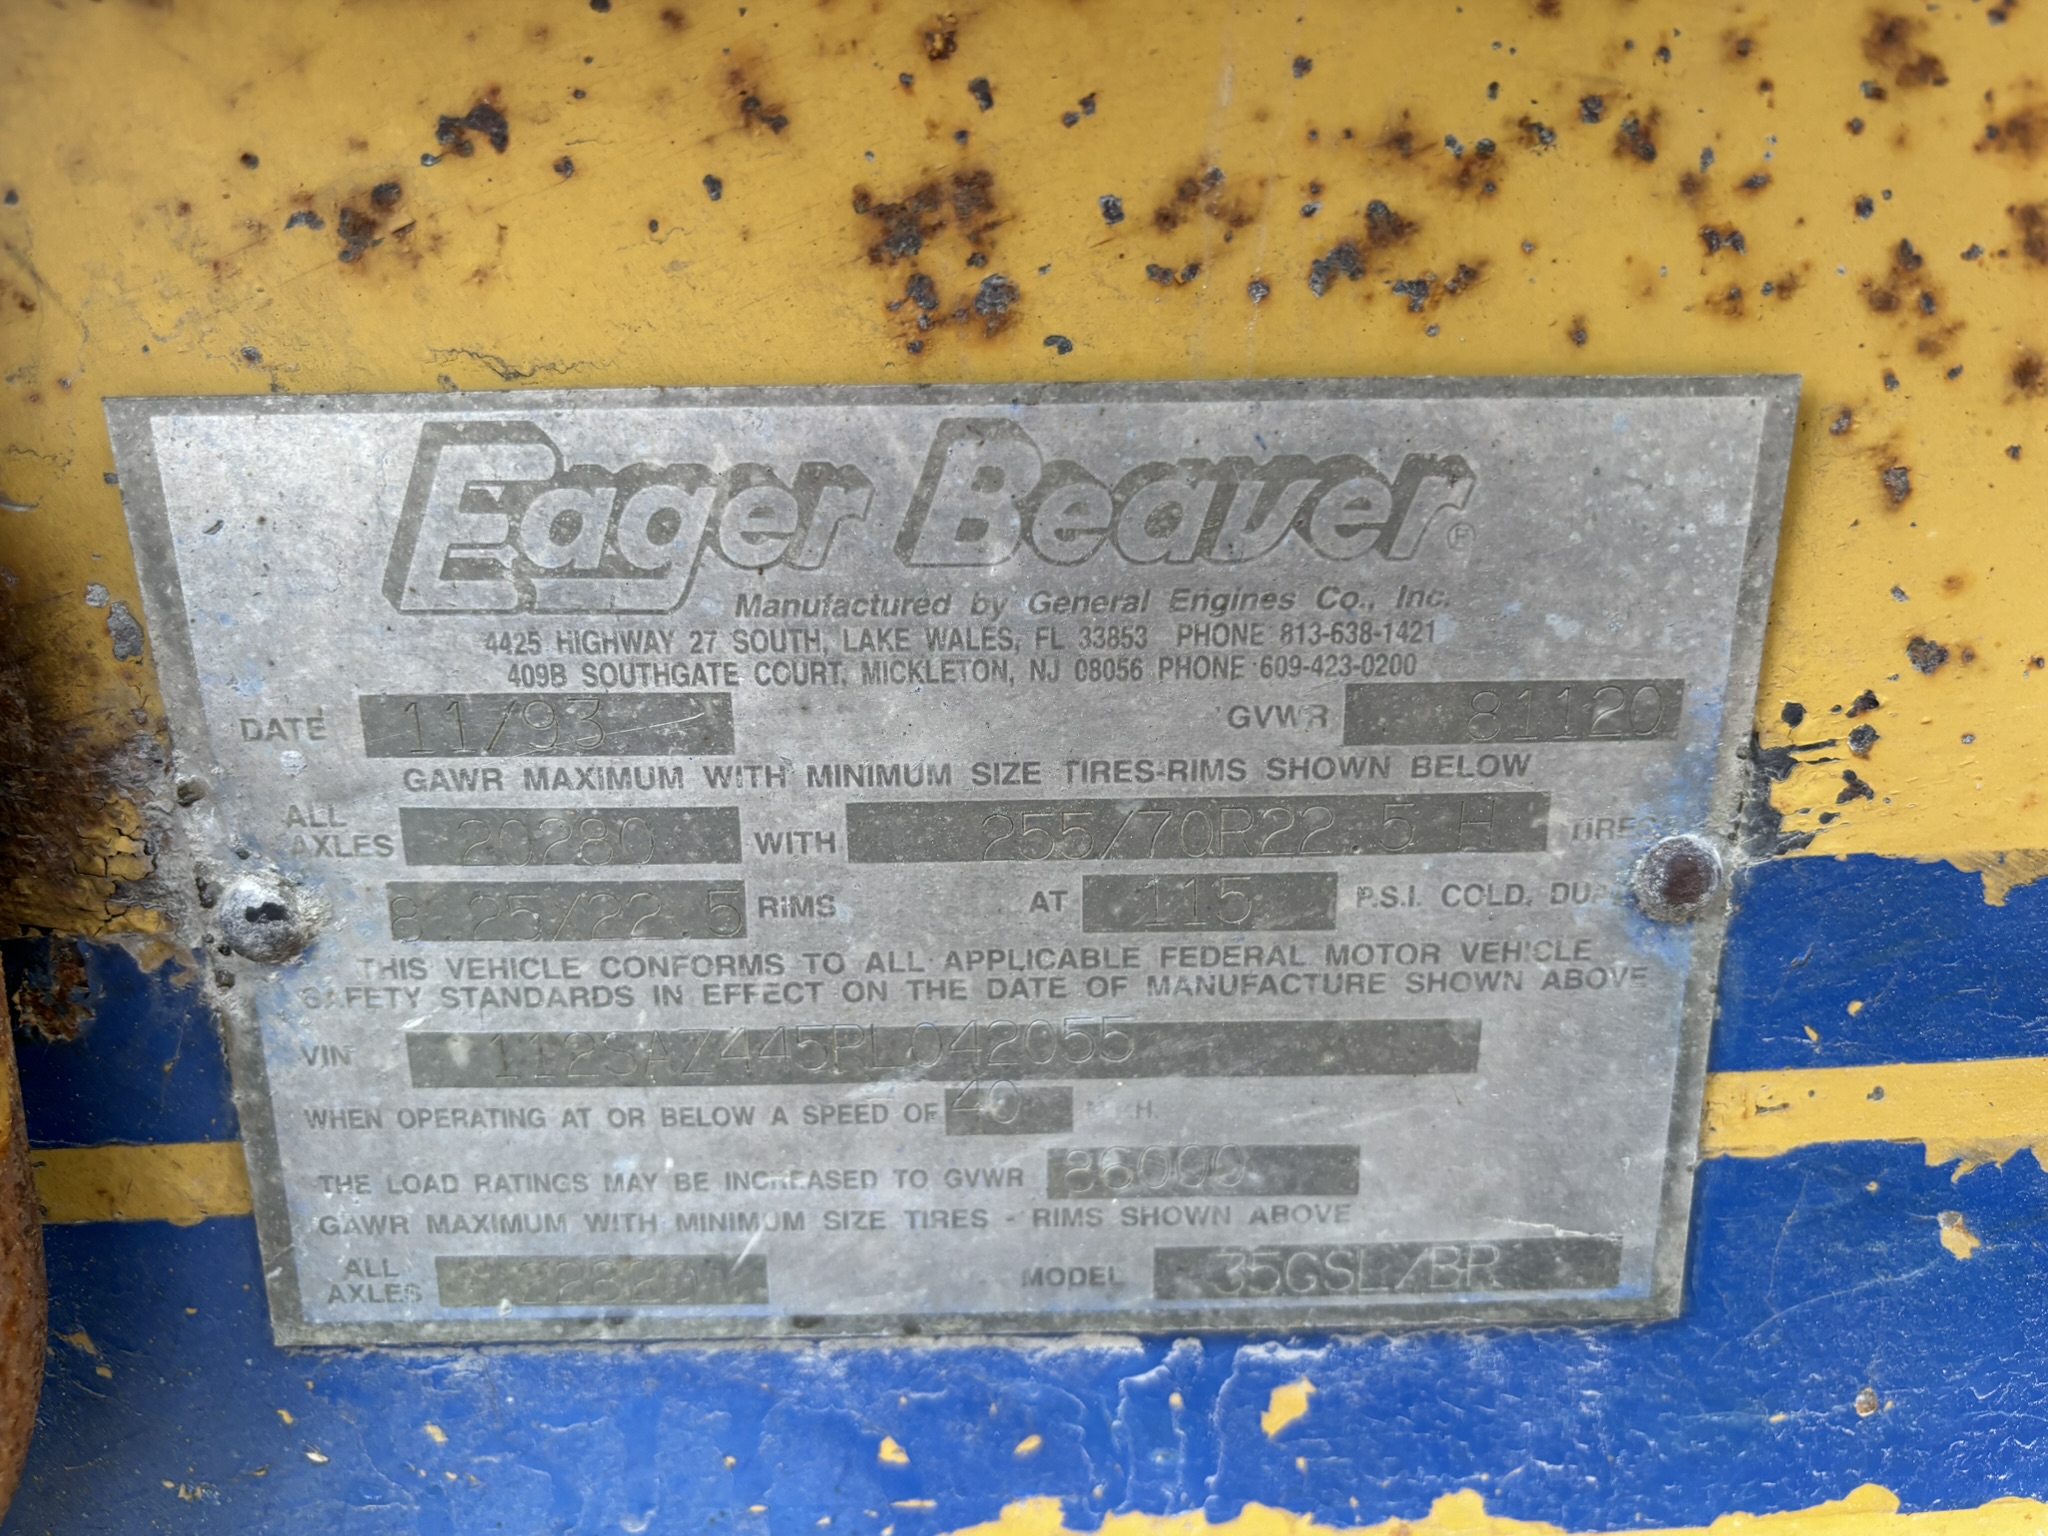 Eager Beaver ®
Manufactured by General Engines Co., Inc.
4425 HIGHWAY 27 SOUTH, LAKE WALES, FL 33853 PHONE 813-638-1421
409B SOUTHGATE COURT, MICKLETON, NJ 08056 PHONE 609-423-0200
DATE 11/93 GVWR 81120
GAWR MAXIMUM WITH MINIMUM SIZE TIRES-RIMS SHOWN BELOW
ALL AXLES 20280 WITH 255/70R22.5 H TIRES
8.25/22.5 RIMS AT 115 P.S.I. COLD,
THIS VEHICLE CONFORMS TO ALL APPLICABLE FEDERAL MOTOR VEHICLE
SAFETY STANDARDS IN EFFECT ON THE DATE OF MANUFACTURE SHOWN ABOVE
VIN 112SAZ445PL042055
WHEN OPERATING AT OR BELOW A SPEED OF 40 M.P.H.
THE LOAD RATINGS MAY BE INCREASED TO GVWR 86000
GAWR MAXIMUM WITH MINIMUM SIZE TIRES - RIMS SHOWN ABOVE
ALL AXLES MODEL 35GSL/BR